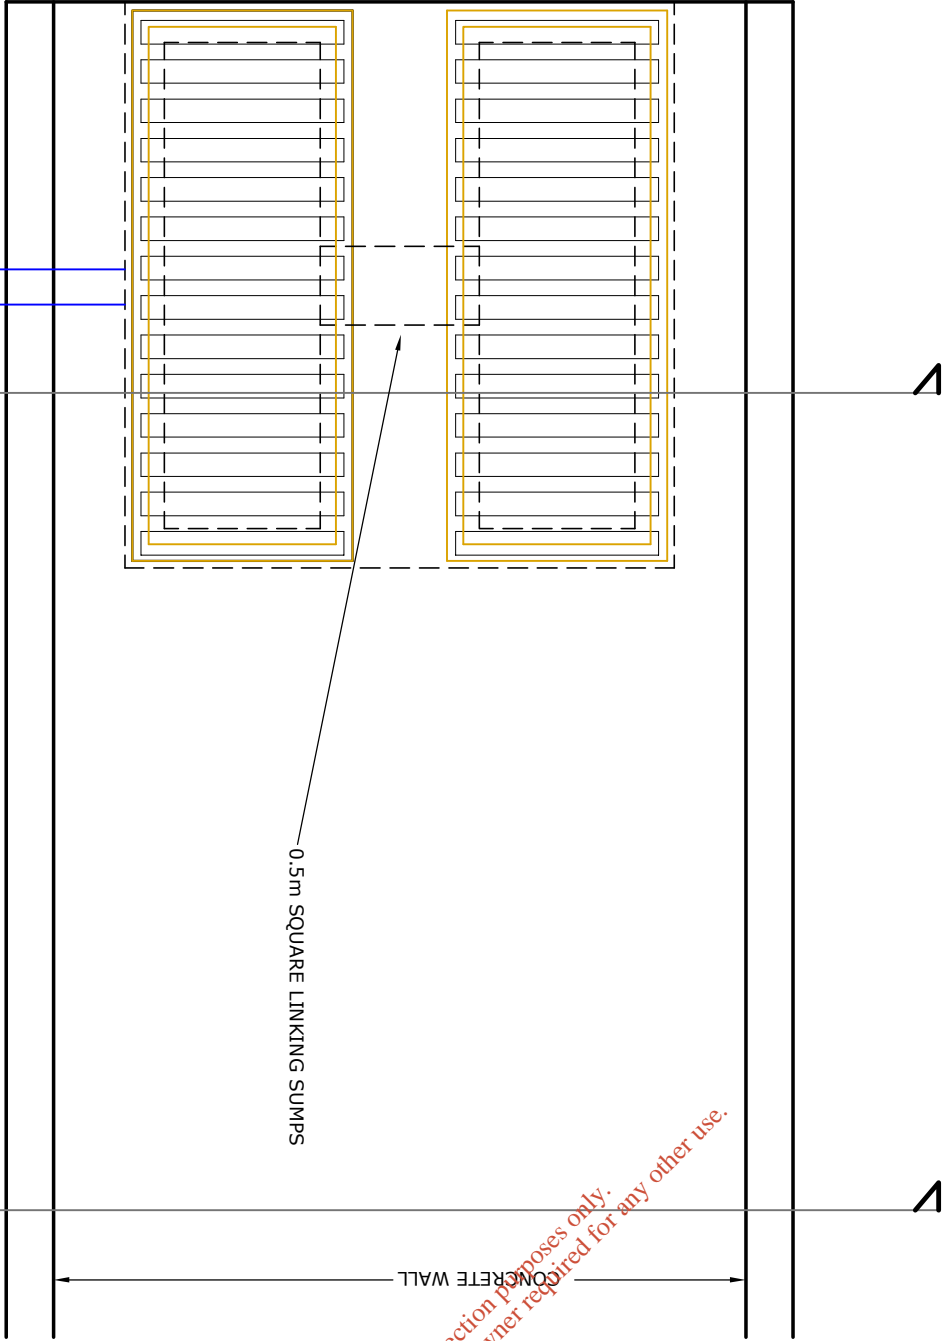 0.5m SQUARE LINKING SUMPS
CONCRETE WALL
ection purposes only.
wner required for any other use.